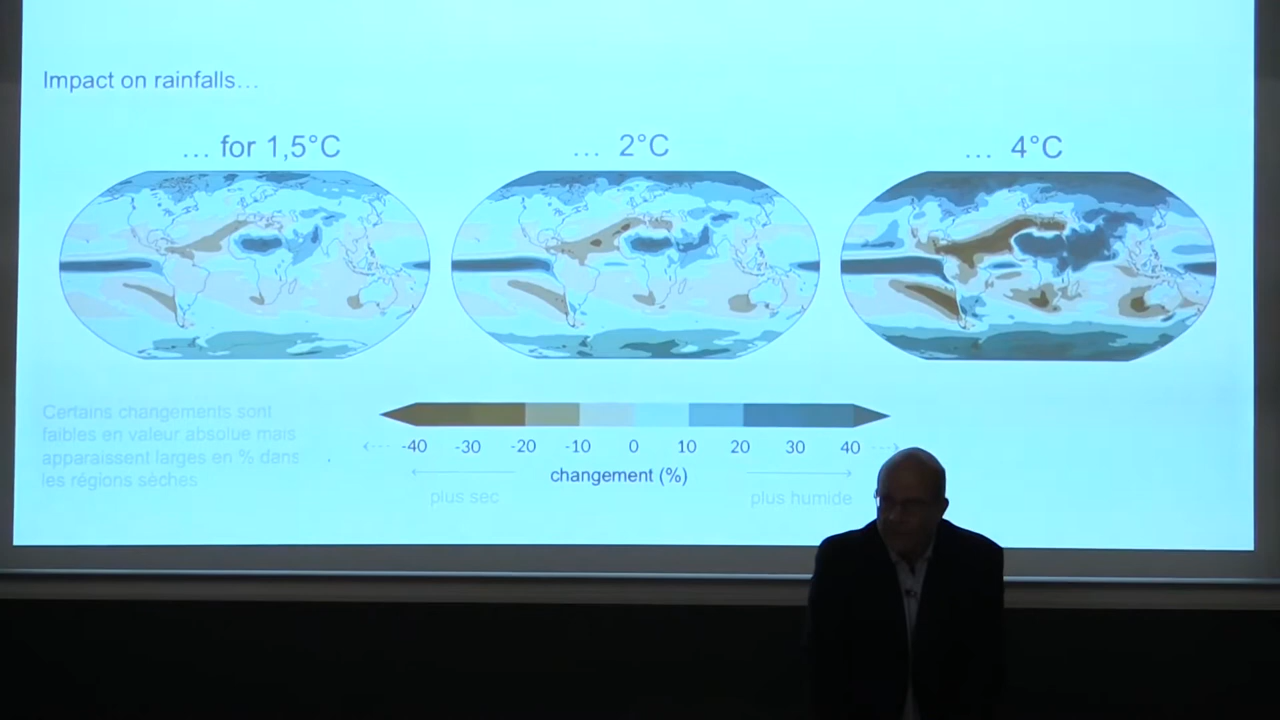 Impact on rainfalls…
… for 1,5°C
… 2°C
… 4°C
Certains changements sont
faibles en valeur absolue mais
apparaissent larges en % dans
les régions sèches
-40 -30 -20 -10 0 10 20 30 40
changement (%)
plus sec
plus humide